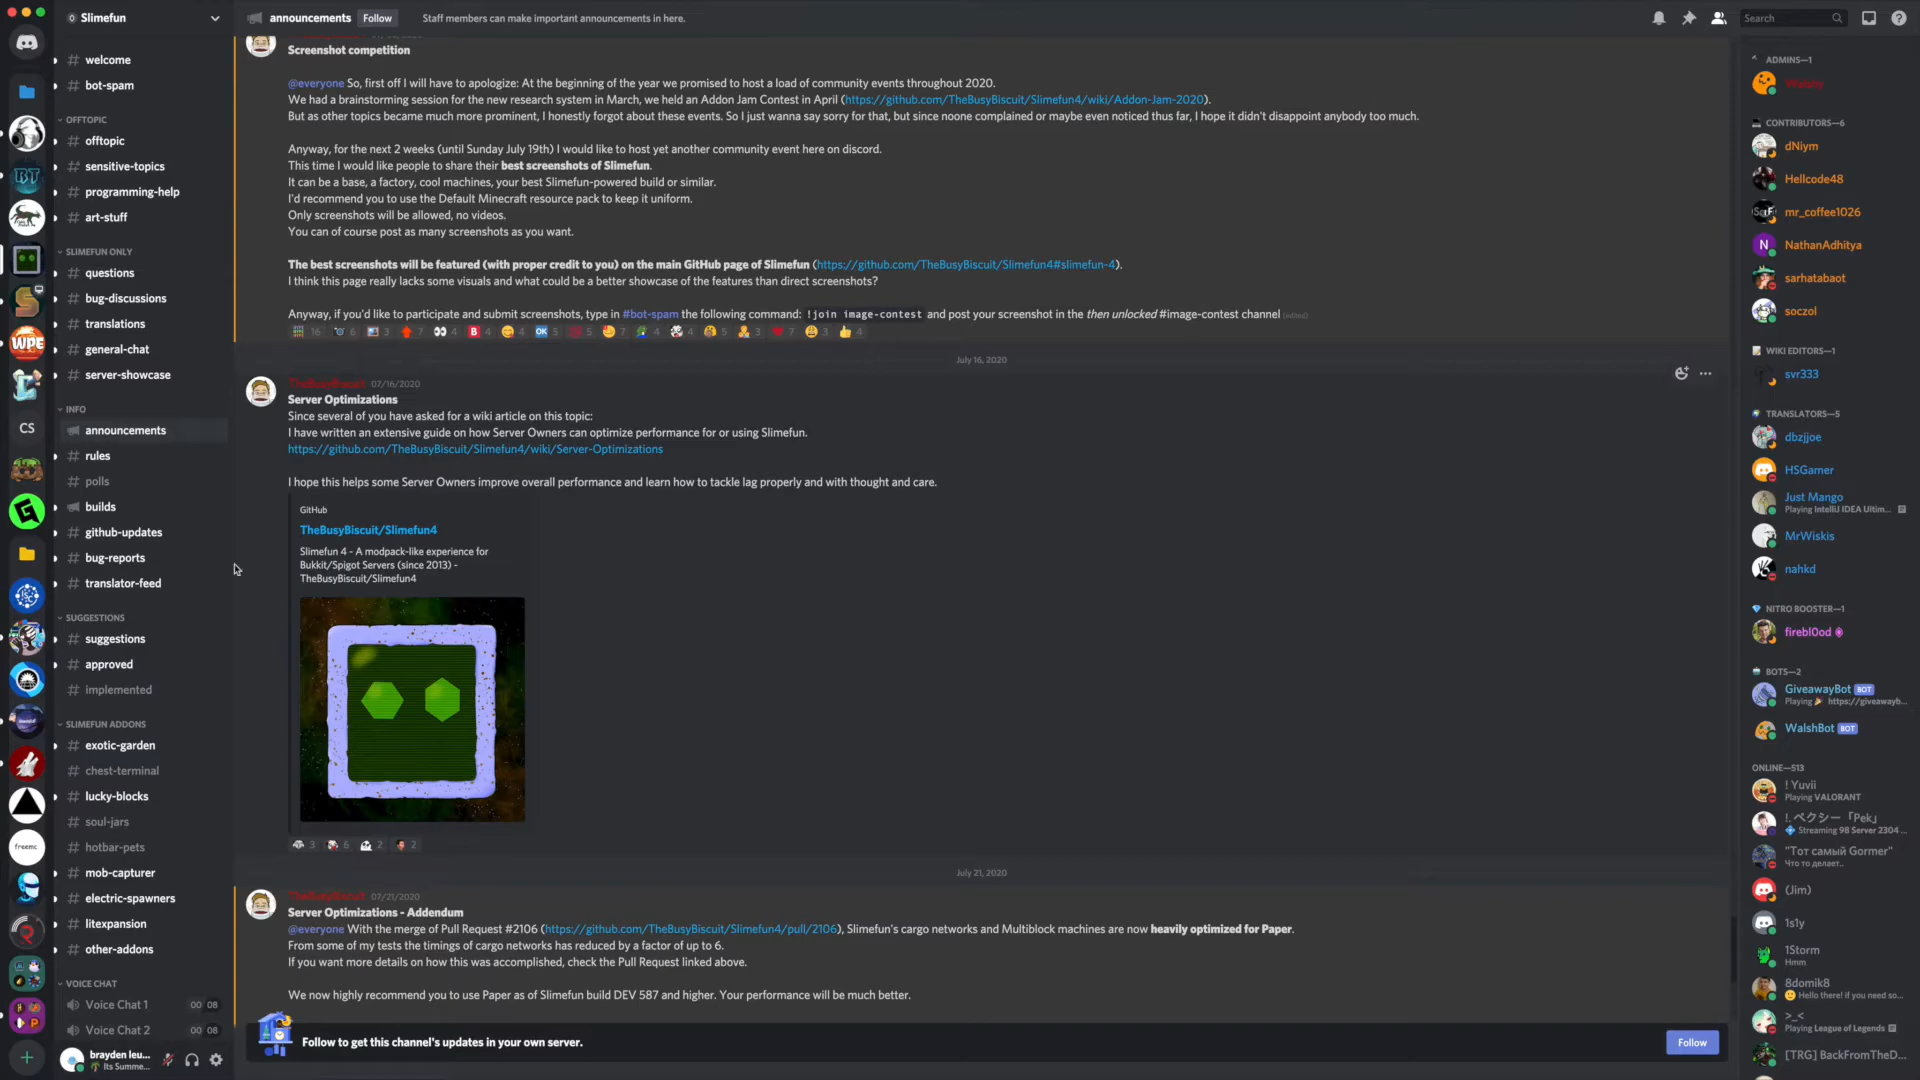 Slimefun
announcements
Follow
Staff members can make important announcements in here.
Search
welcome
bot-spam
OFFTOPIC
offtopic
sensitive-topics
programming-help
art-stuff
SLIMEFUN ONLY
questions
bug-discussions
translations
general-chat
server-showcase
INFO
announcements
rules
polls
builds
github-updates
bug-reports
translator-feed
SUGGESTIONS
suggestions
approved
implemented
SLIMEFUN ADDONS
exotic-garden
chest-terminal
lucky-blocks
soul-jars
hotbar-pets
mob-capturer
electric-spawners
litexpansion
other-addons
VOICE CHAT
Voice Chat 1 00 08
Voice Chat 2 00 08
brayden leu...
Its Summe...
BT
WPE
CS
freemc
Screenshot competition
@everyone So, first off I will have to apologize: At the beginning of the year we promised to host a load of community events throughout 2020.
We had a brainstorming session for the new research system in March, we held an Addon Jam Contest in April (https://github.com/TheBusyBiscuit/Slimefun4/wiki/Addon-Jam-2020).
But as other topics became much more prominent, I honestly forgot about these events. So I just wanna say sorry for that, but since noone complained or maybe even noticed thus far, I hope it didn't disappoint anybody too much.
Anyway, for the next 2 weeks (until Sunday July 19th) I would like to host yet another community event here on discord.
This time I would like people to share their best screenshots of Slimefun.
It can be a base, a factory, cool machines, your best Slimefun-powered build or similar.
I'd recommend you to use the Default Minecraft resource pack to keep it uniform.
Only screenshots will be allowed, no videos.
You can of course post as many screenshots as you want.
The best screenshots will be featured (with proper credit to you) on the main GitHub page of Slimefun (https://github.com/TheBusyBiscuit/Slimefun4#slimefun-4).
I think this page really lacks some visuals and what could be a better showcase of the features than direct screenshots?
Anyway, if you'd like to participate and submit screenshots, type in #bot-spam the following command: !join image-contest and post your screenshot in the then unlocked #image-contest channel (edited)
16 6 3 7 4 4 4 5 5 7 4 4 5 3 7 3 4
July 16, 2020
TheBusyBiscuit 07/16/2020
Server Optimizations
Since several of you have asked for a wiki article on this topic:
I have written an extensive guide on how Server Owners can optimize performance for or using Slimefun.
https://github.com/TheBusyBiscuit/Slimefun4/wiki/Server-Optimizations
I hope this helps some Server Owners improve overall performance and learn how to tackle lag properly and with thought and care.
GitHub
TheBusyBiscuit/Slimefun4
Slimefun 4 - A modpack-like experience for
Bukkit/Spigot Servers (since 2013) -
TheBusyBiscuit/Slimefun4
3 6 2 2
July 21, 2020
TheBusyBiscuit 07/21/2020
Server Optimizations - Addendum
@everyone With the merge of Pull Request #2106 (https://github.com/TheBusyBiscuit/Slimefun4/pull/2106), Slimefun's cargo networks and Multiblock machines are now heavily optimized for Paper.
From some of my tests the timings of cargo networks has reduced by a factor of up to 6.
If you want more details on how this was accomplished, check the Pull Request linked above.
We now highly recommend you to use Paper as of Slimefun build DEV 587 and higher. Your performance will be much better.
Follow to get this channel's updates in your own server.
Follow
ADMINS—1
Walshy
CONTRIBUTORS—6
dNiym
Hellcode48
mr_coffee1026
NathanAdhitya
sarhatabaot
soczol
WIKI EDITORS—1
svr333
TRANSLATORS—5
dbzjjoe
HSGamer
Just Mango
Playing IntelliJ IDEA Ultim...
MrWiskis
nahkd
NITRO BOOSTER—1
firebl0od
BOTS—2
GiveawayBot BOT
Playing https://giveawayb...
WalshBot BOT
ONLINE—513
! Yuvii
Playing VALORANT
!. ペクシー「Pek」
Streaming 98 Server 2304 ...
"Тот самый Gormer"
Что то делает..
(Jim)
1s1y
1Storm
Hmm
8domik8
Hello there! if you need so...
>_<
Playing League of Legends
[TRG] BackFromTheD...